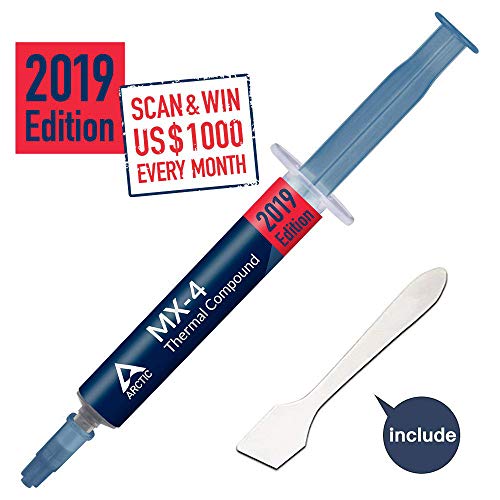 2019
Edition
SCAN & WIN
US$1000
EVERY MONTH
2019
Edition
MX-4
Thermal Compound
ARCTIC
include